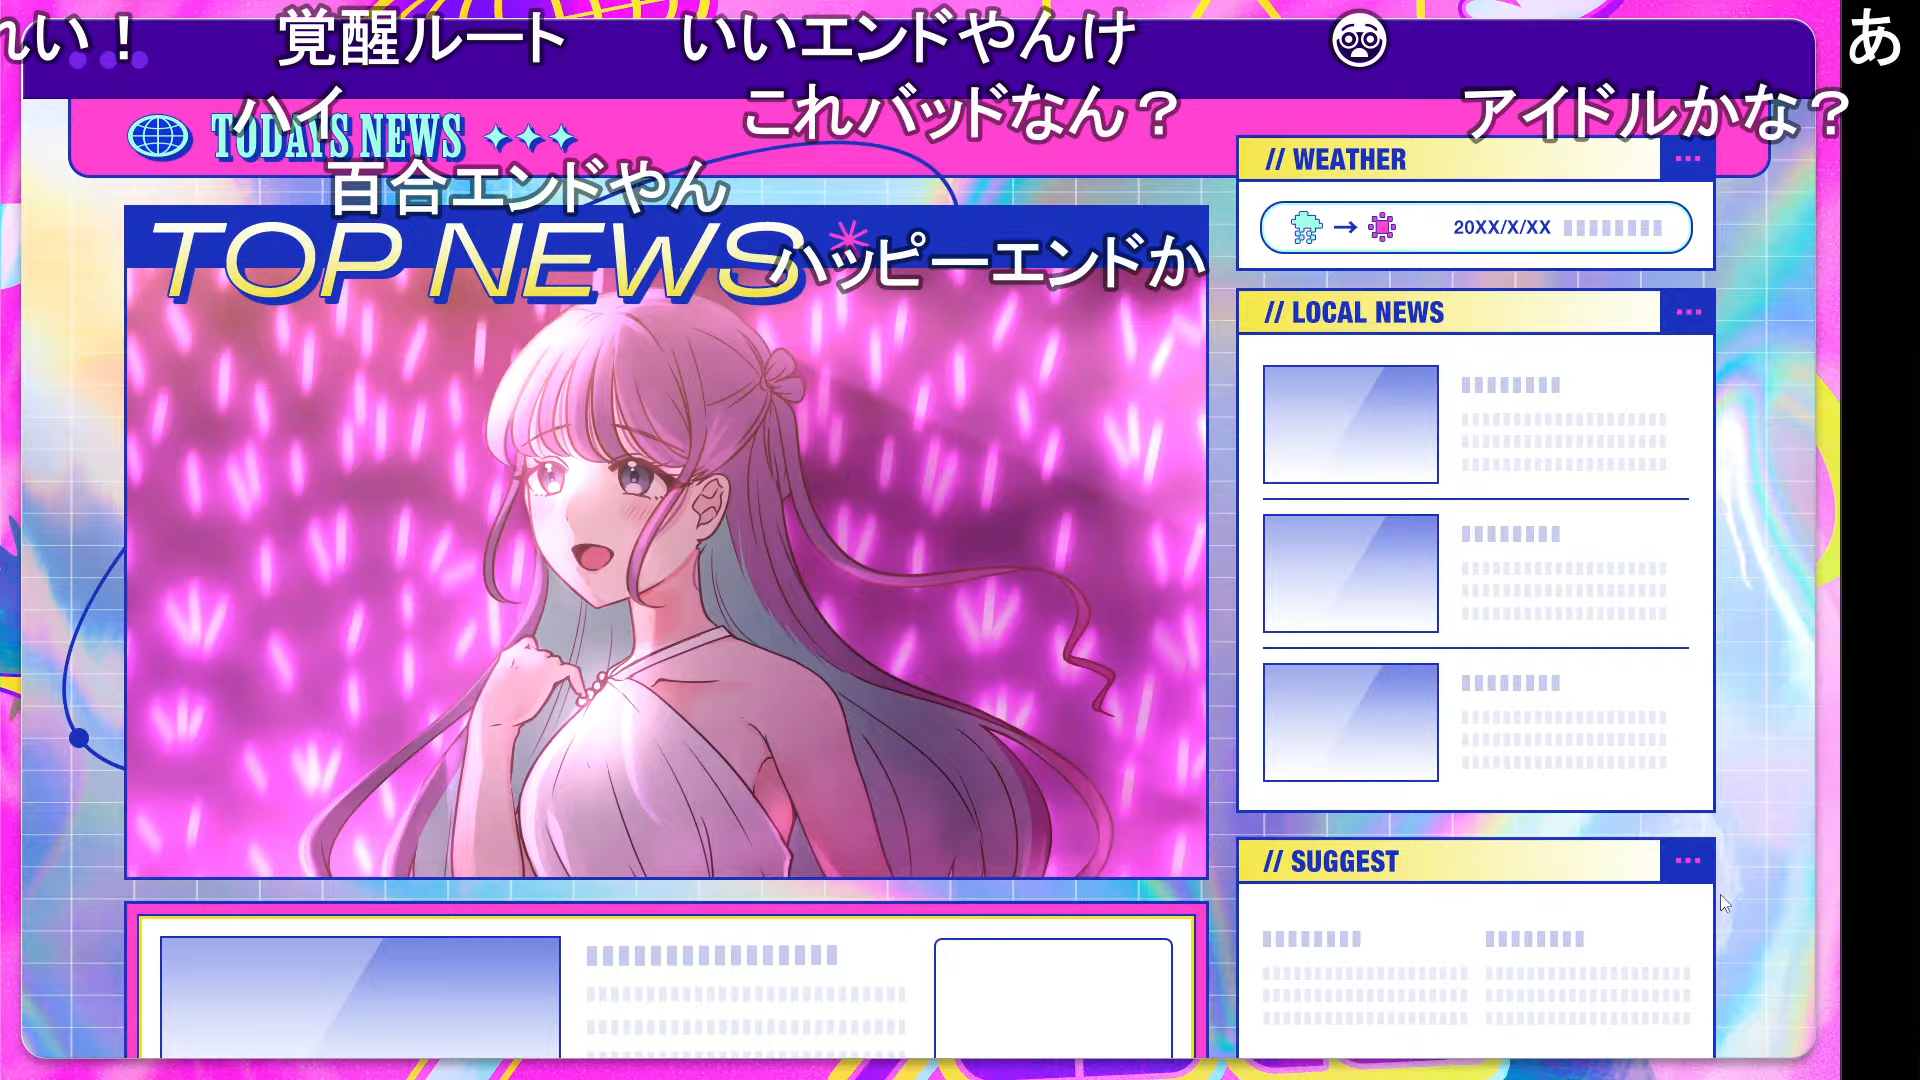 れい！
覚醒ルート
いいエンドやんけ
あ
ハイ
これバッドなん？
アイドルかな？
TODAYS NEWS
百合エンドやん
TOP NEWS
ハッピーエンドか
// WEATHER
20XX/X/XX
// LOCAL NEWS
// SUGGEST